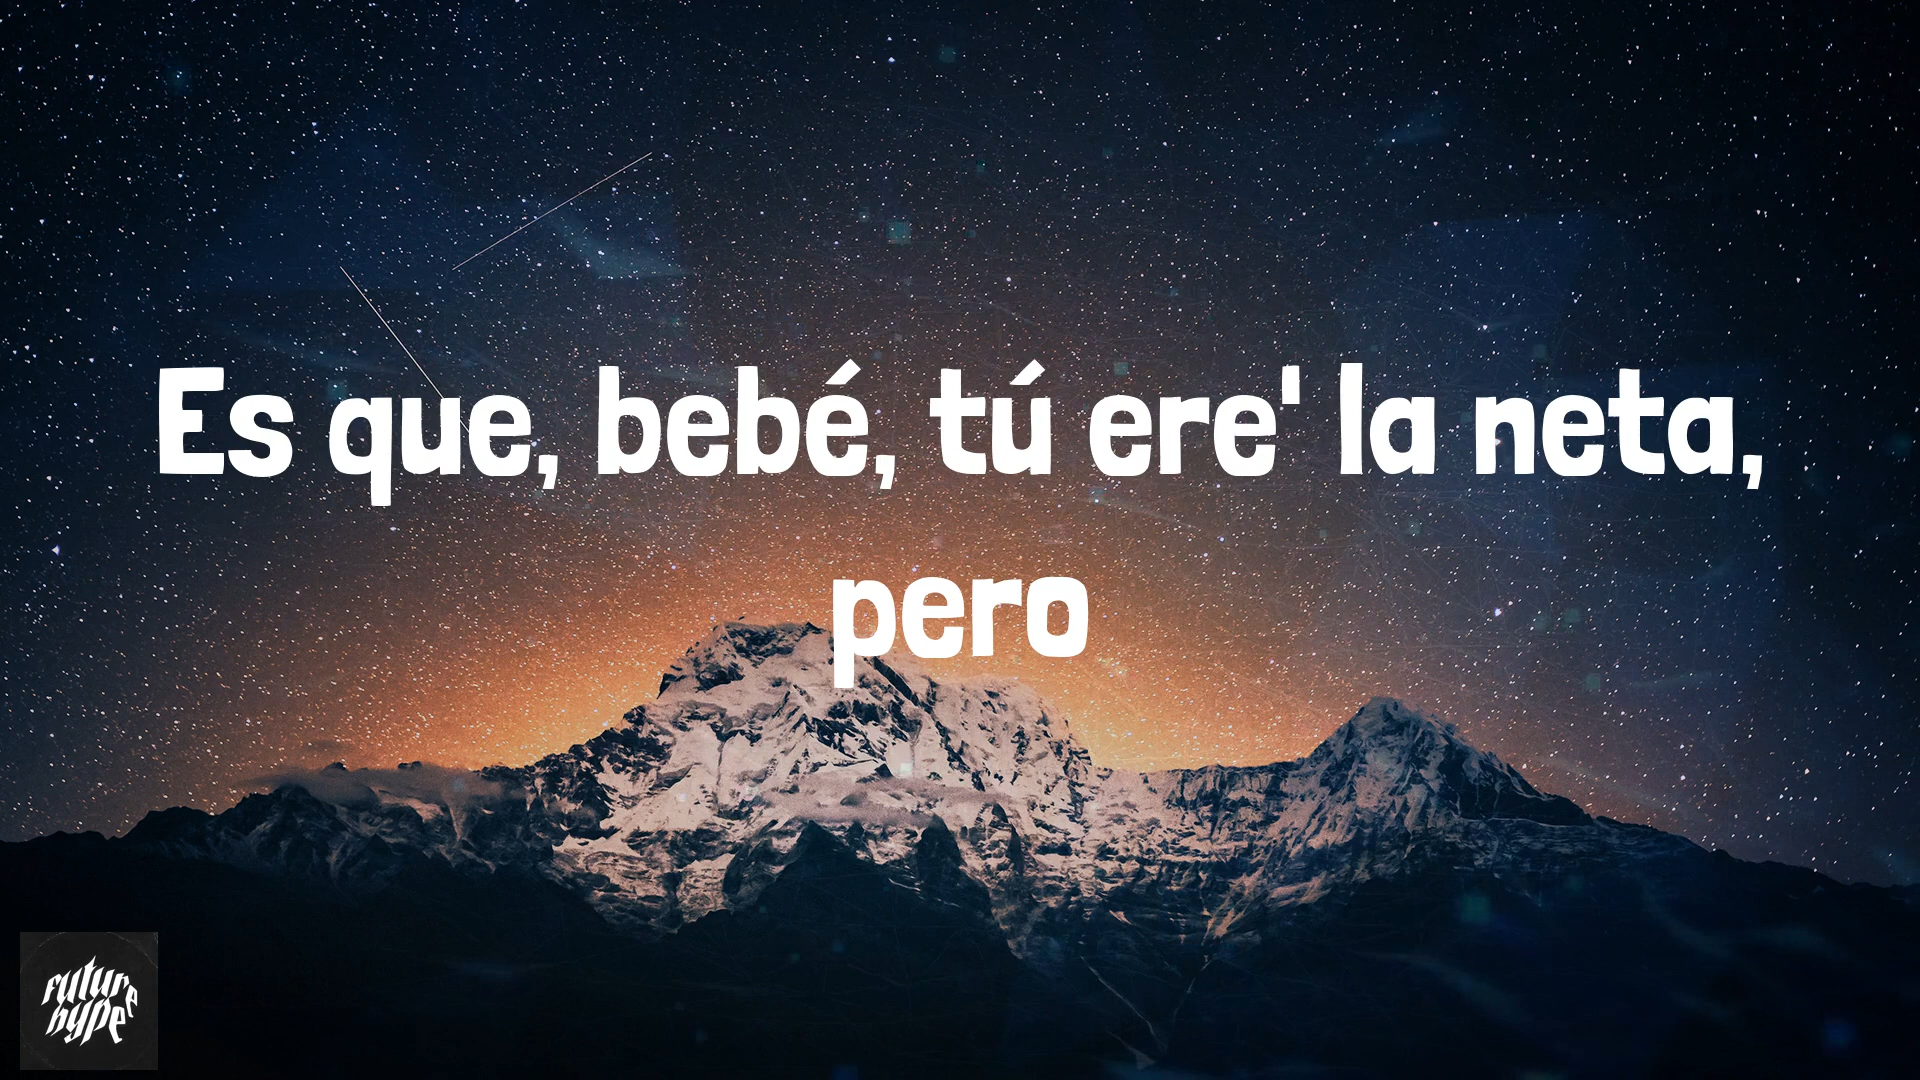 Es que, bebé, tú ere' la neta,
pero
future
hype